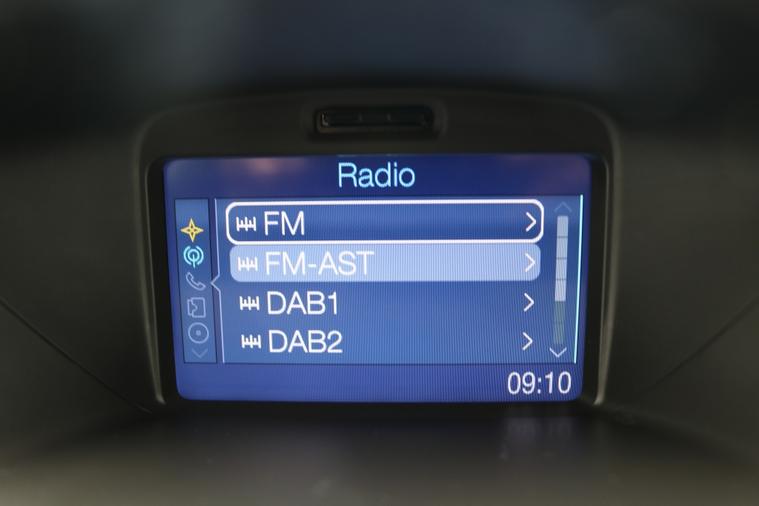 Radio
FM
FM-AST
DAB1
DAB2
09:10